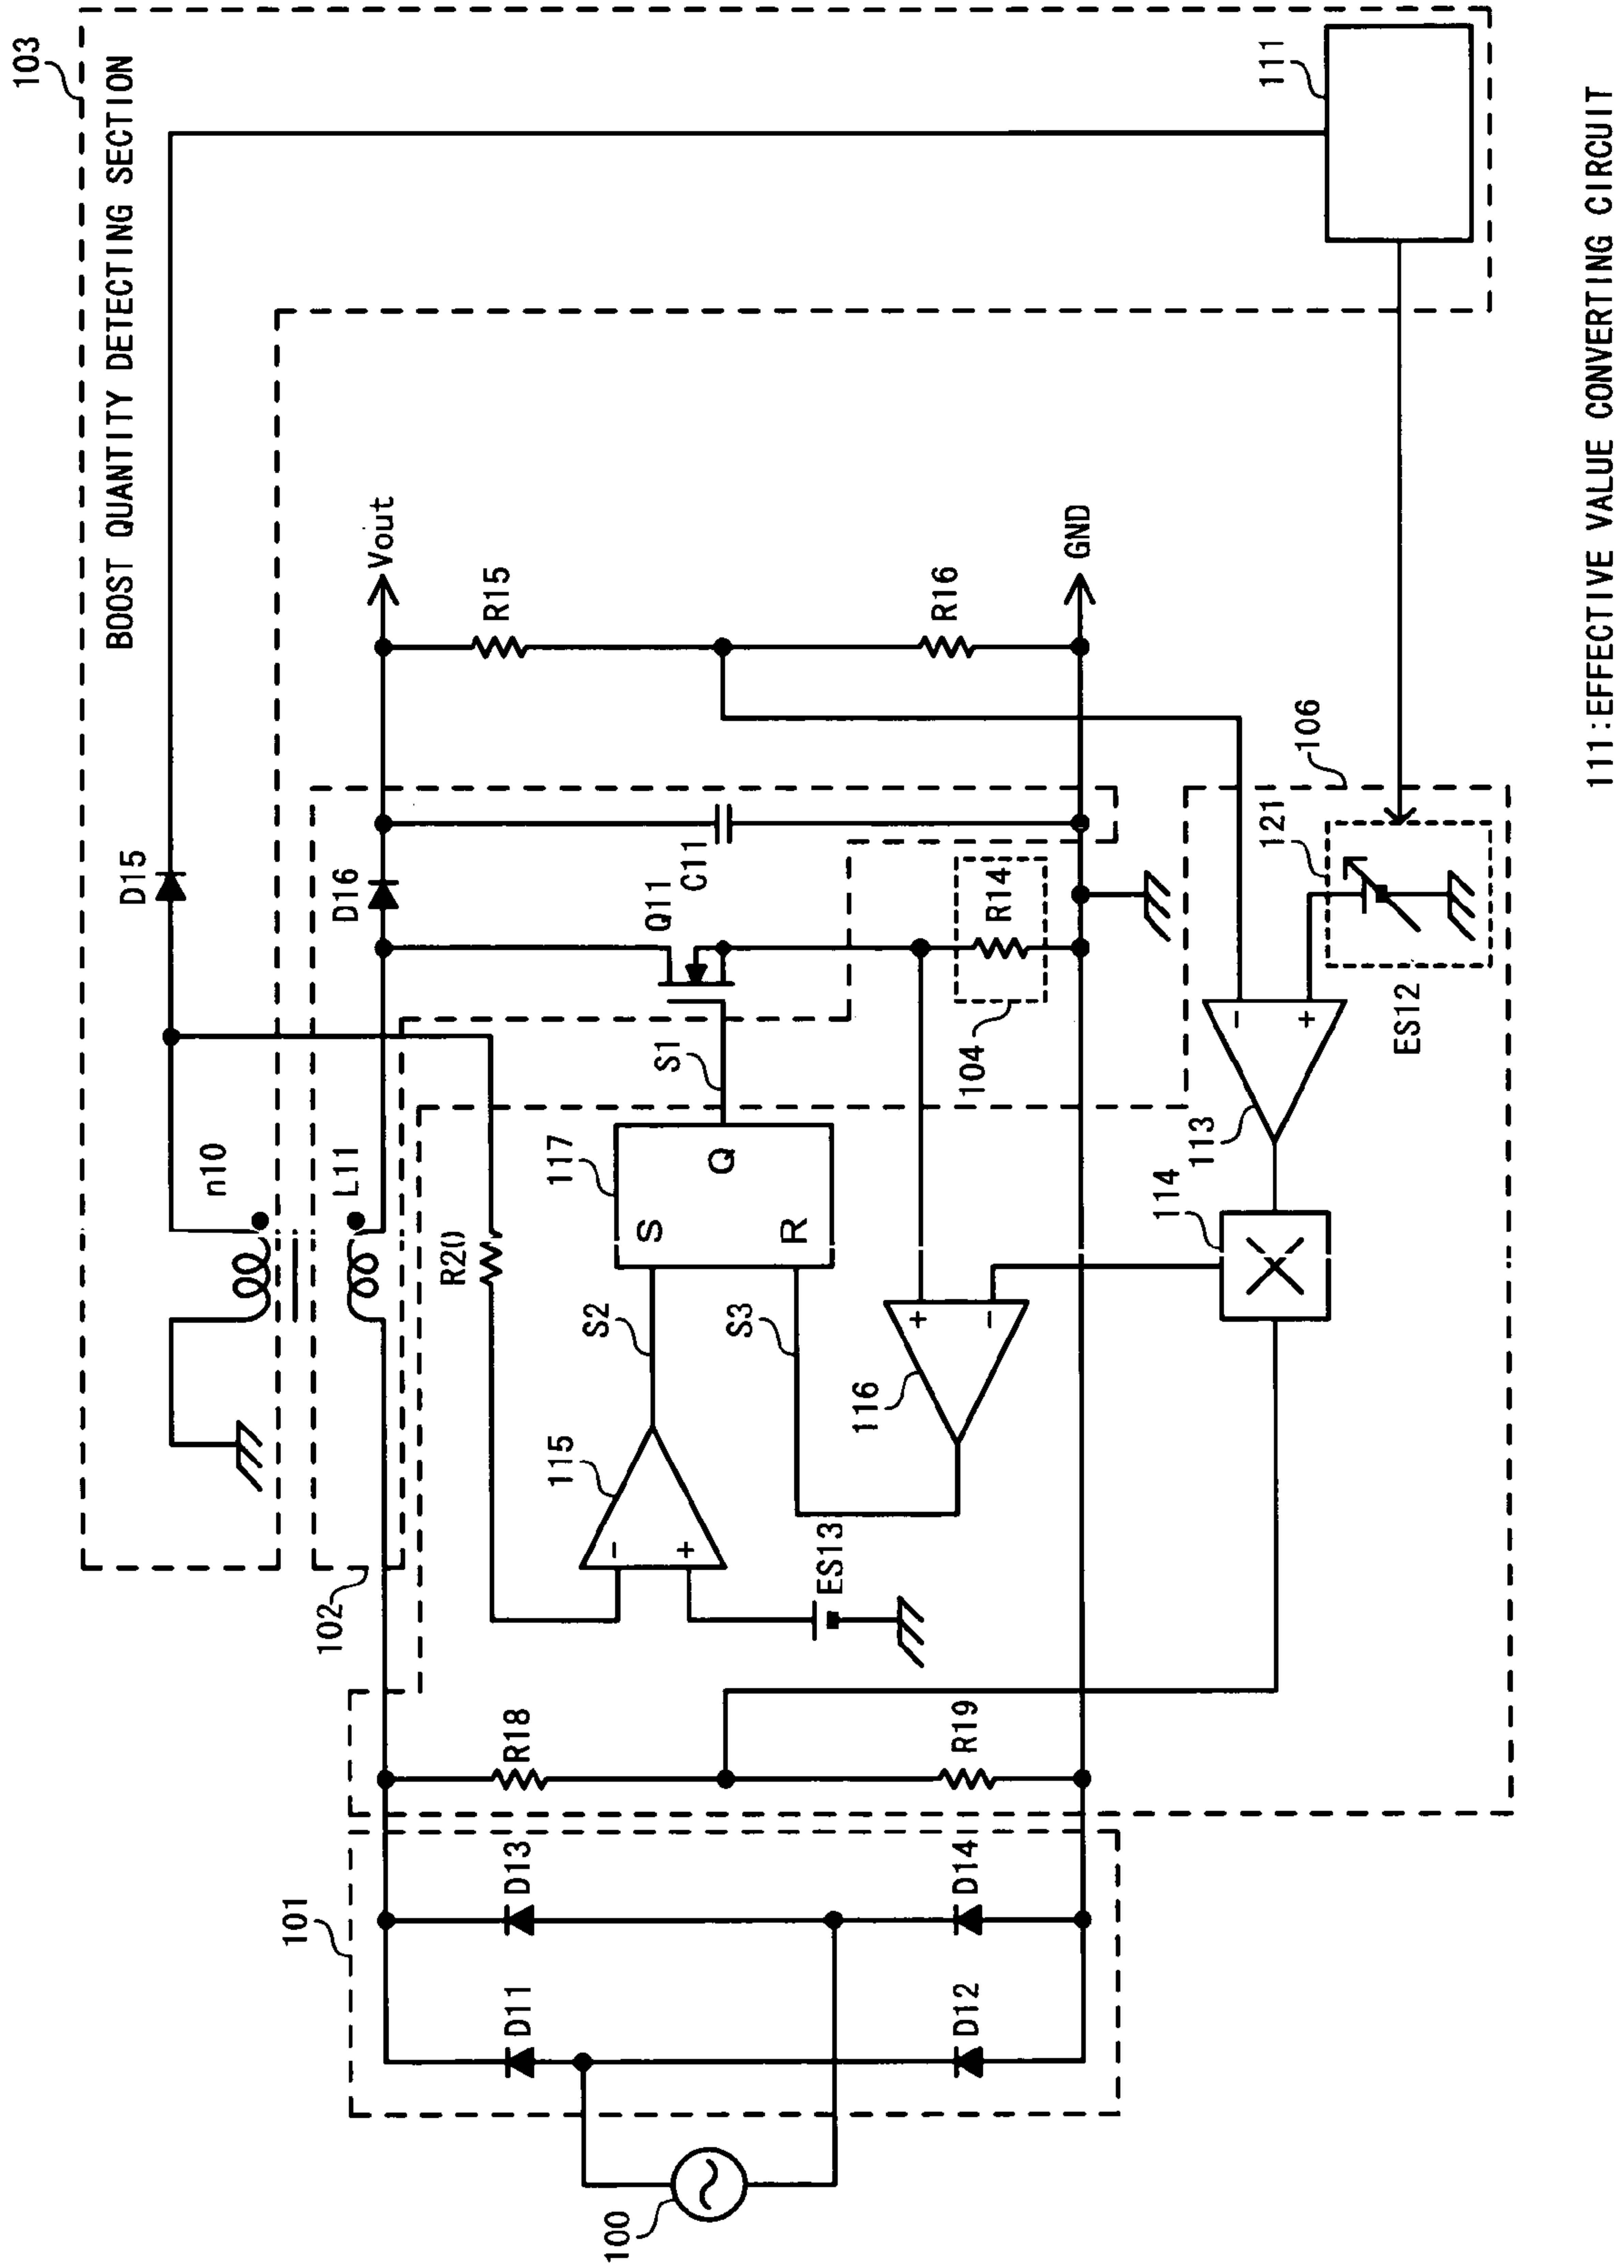 103
BOOST QUANTITY DETECTING SECTION
111
D15
n10
L11
D16
Vout
102
R20
S2
115
-
+
ES13
117
S
Q
R
S1
S3
116
+
-
Q11
C11
R14
104
R15
R16
GND
106
121
ES12
-
+
113
114
R18
R19
101
D13
D14
D11
D12
100
111:EFFECTIVE VALUE CONVERTING CIRCUIT